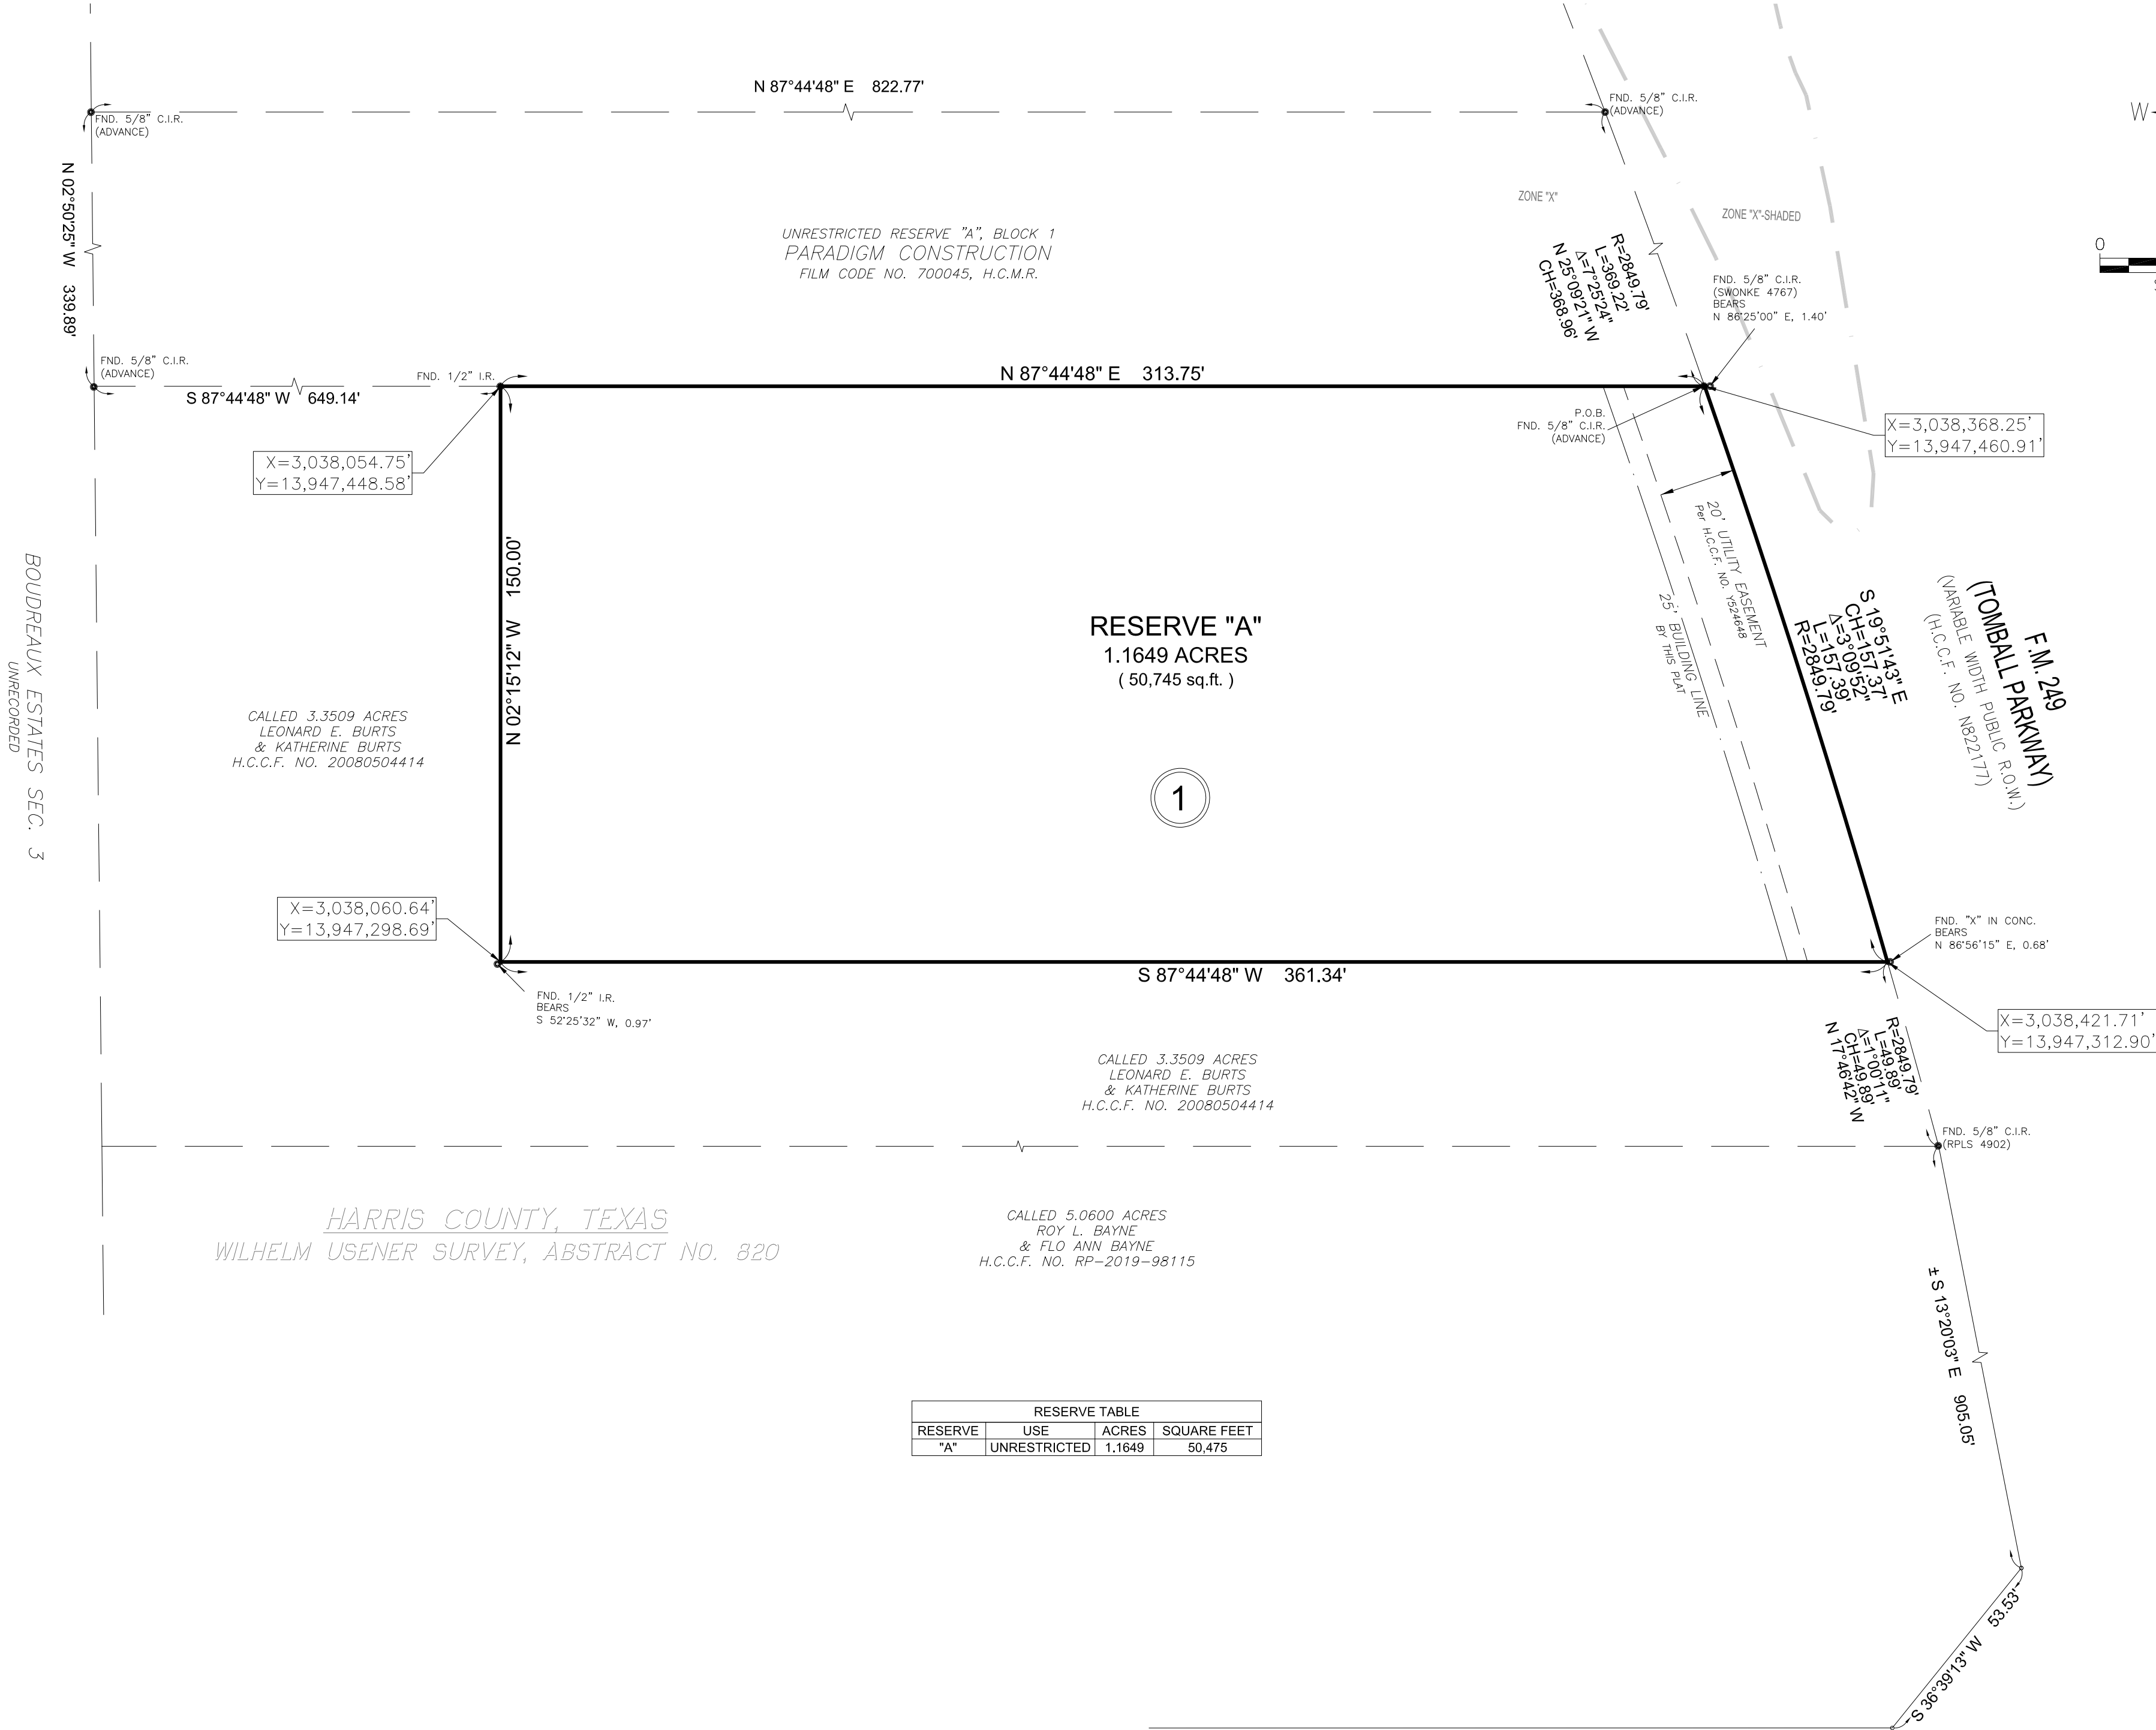 N 87°44'48" E 822.77'
FND. 5/8" C.I.R.
(ADVANCE)
FND. 5/8" C.I.R.
(ADVANCE)
W
N 02°50'25" W 339.89'
UNRESTRICTED RESERVE "A", BLOCK 1
PARADIGM CONSTRUCTION
FILM CODE NO. 700045, H.C.M.R.
ZONE "X"
ZONE "X"-SHADED
R=2849.79'
L=369.22'
Δ=7°25'24"
N 25°09'21" W
CH=368.96'
0
FND. 5/8" C.I.R.
(SWONKE 4767)
BEARS
N 86°25'00" E, 1.40'
FND. 5/8" C.I.R.
(ADVANCE)
S 87°44'48" W 649.14'
FND. 1/2" I.R.
N 87°44'48" E 313.75'
P.O.B.
FND. 5/8" C.I.R.
(ADVANCE)
X=3,038,368.25'
Y=13,947,460.91'
X=3,038,054.75'
Y=13,947,448.58'
N 02°15'12" W 150.00'
20' UTILITY EASEMENT
Per H.C.C.F. NO. Y524648
25' BUILDING LINE
BY THIS PLAT
S 19°51'43" E
CH=157.37'
Δ=3°09'52"
L=157.39'
R=2849.79'
F.M. 249
(TOMBALL PARKWAY)
(VARIABLE WIDTH PUBLIC R.O.W.)
(H.C.C.F. NO. N822177)
BOUDREAUX ESTATES SEC. 3
UNRECORDED
RESERVE "A"
1.1649 ACRES
( 50,745 sq.ft. )
1
CALLED 3.3509 ACRES
LEONARD E. BURTS
& KATHERINE BURTS
H.C.C.F. NO. 20080504414
X=3,038,060.64'
Y=13,947,298.69'
FND. "X" IN CONC.
BEARS
N 86°56'15" E, 0.68'
S 87°44'48" W 361.34'
FND. 1/2" I.R.
BEARS
S 52°25'32" W, 0.97'
X=3,038,421.71'
Y=13,947,312.90'
R=2849.79'
L=49.89'
Δ=1°00'11"
CH=49.89'
N 17°46'42" W
CALLED 3.3509 ACRES
LEONARD E. BURTS
& KATHERINE BURTS
H.C.C.F. NO. 20080504414
FND. 5/8" C.I.R.
(RPLS 4902)
HARRIS COUNTY, TEXAS
WILHELM USENER SURVEY, ABSTRACT NO. 820
CALLED 5.0600 ACRES
ROY L. BAYNE
& FLO ANN BAYNE
H.C.C.F. NO. RP-2019-98115
± S 13°20'03" E 905.05'
RESERVE TABLE
RESERVE USE ACRES SQUARE FEET
"A" UNRESTRICTED 1.1649 50,475
S 36°39'13" W 53.53'